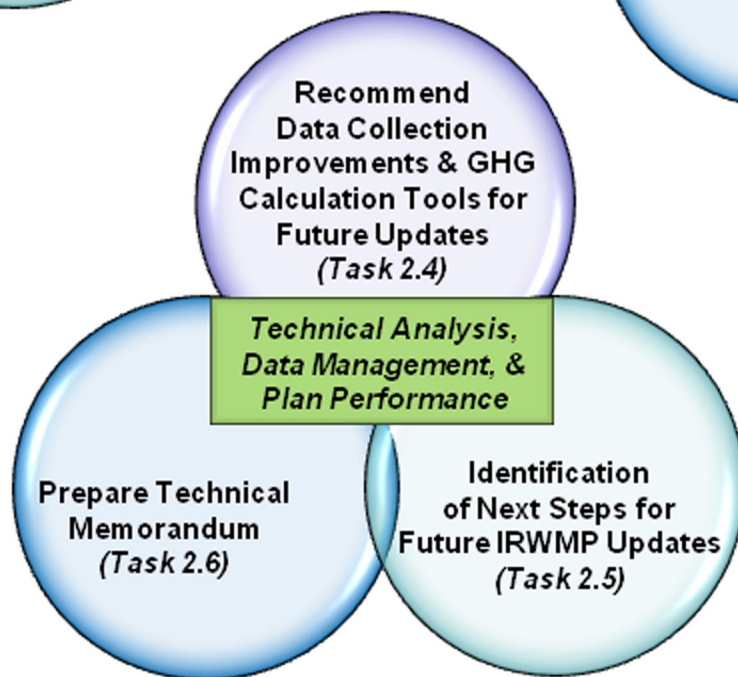 Recommend
Data Collection
Improvements & GHG
Calculation Tools for
Future Updates
(Task 2.4)
Technical Analysis,
Data Management, &
Plan Performance
Prepare Technical
Memorandum
(Task 2.6)
Identification
of Next Steps for
Future IRWMP Updates
(Task 2.5)